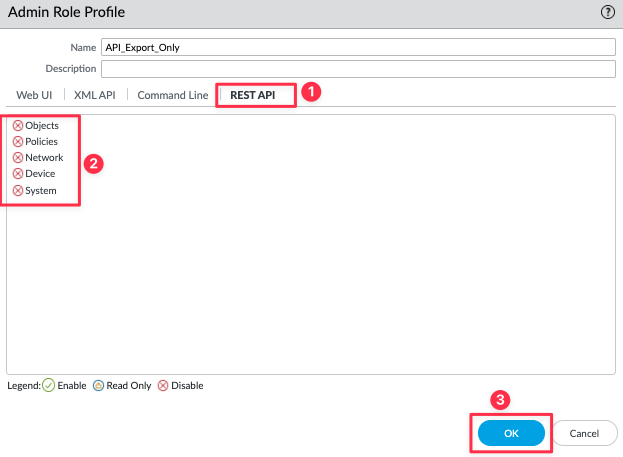 Admin Role Profile ?
Name API_Export_Only
Description
Web UI XML API Command Line REST API 1
Objects
Policies
Network 2
Device
System
Legend: Enable Read Only Disable
3
OK Cancel